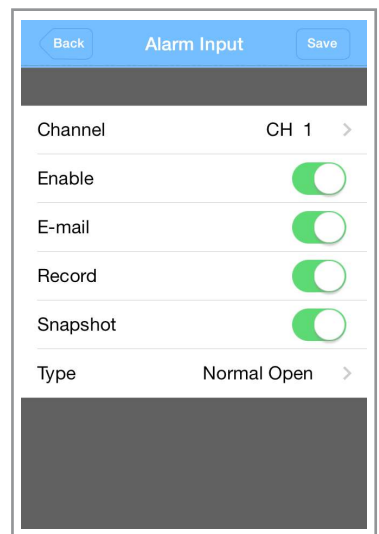 Back Alarm Input Save
Channel CH 1
Enable
E-mail
Record
Snapshot
Type Normal Open